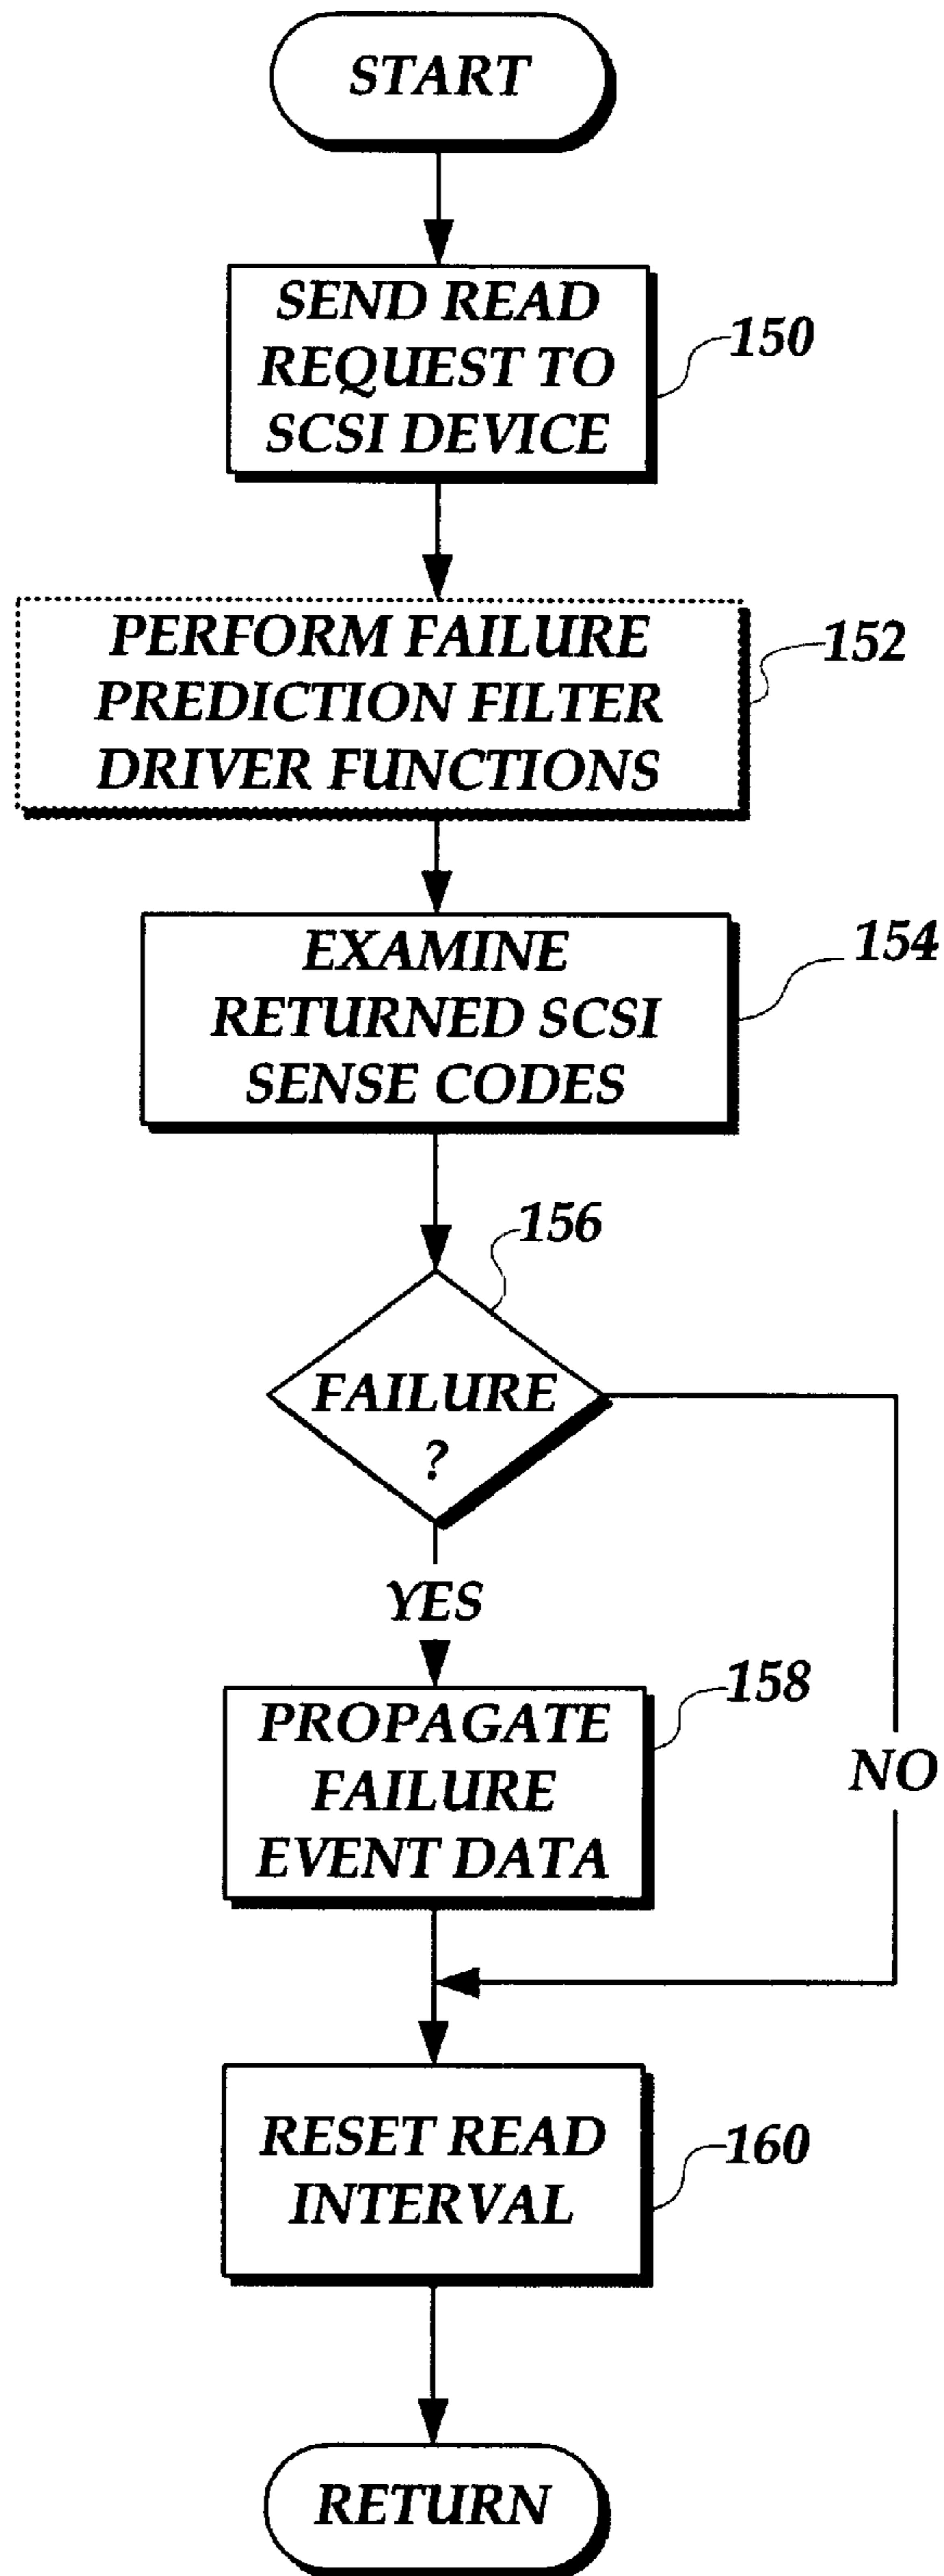 START
SEND READ
REQUEST TO
SCSI DEVICE
150
PERFORM FAILURE
PREDICTION FILTER
DRIVER FUNCTIONS
152
EXAMINE
RETURNED SCSI
SENSE CODES
154
156
FAILURE
?
YES
NO
PROPAGATE
FAILURE
EVENT DATA
158
RESET READ
INTERVAL
160
RETURN